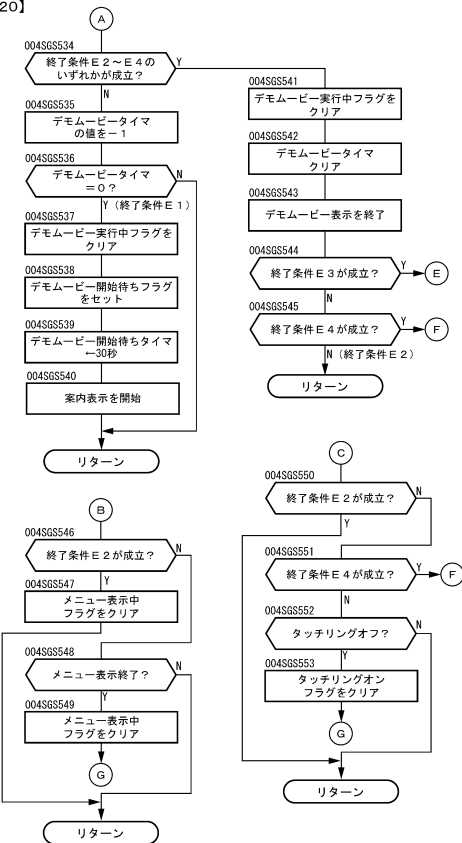 20】
A
004SGS534
終了条件E2～E4の
いずれかが成立？
Y
N
004SGS535
デモムービータイマ
の値を－1
004SGS536
デモムービータイマ
＝0？
N
Y（終了条件E1）
004SGS537
デモムービー実行中フラグを
クリア
004SGS538
デモムービー開始待ちフラグ
をセット
004SGS539
デモムービー開始待ちタイマ
←30秒
004SGS540
案内表示を開始
リターン
004SGS541
デモムービー実行中フラグを
クリア
004SGS542
デモムービータイマ
クリア
004SGS543
デモムービー表示を終了
004SGS544
終了条件E3が成立？
Y
E
N
004SGS545
終了条件E4が成立？
Y
F
N（終了条件E2）
リターン
B
004SGS546
終了条件E2が成立？
N
Y
004SGS547
メニュー表示中
フラグをクリア
004SGS548
メニュー表示終了？
N
Y
004SGS549
メニュー表示中
フラグをクリア
G
リターン
C
004SGS550
終了条件E2が成立？
N
Y
004SGS551
終了条件E4が成立？
Y
F
N
004SGS552
タッチリングオフ？
N
Y
004SGS553
タッチリングオン
フラグをクリア
G
リターン